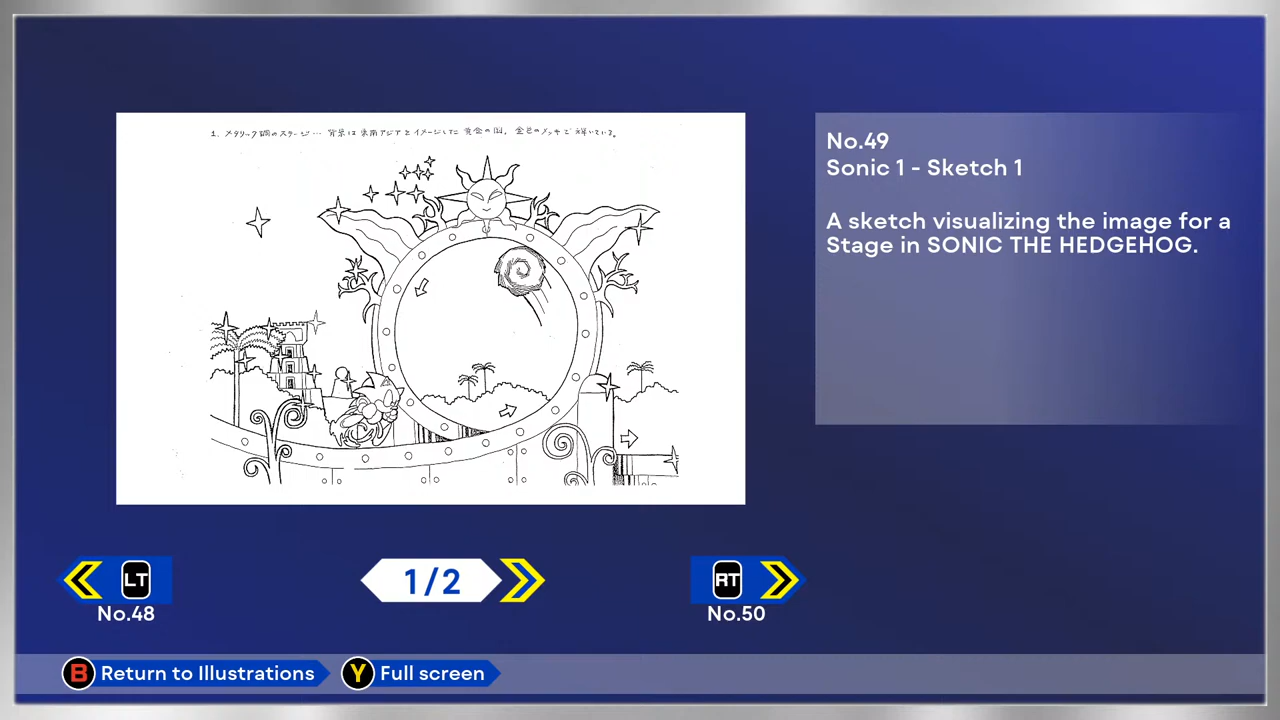 1. メタリック調のステージ… 背景は東南アジアをイメージした黄金の国。金色のメッキで輝いている。
No.49
Sonic 1 - Sketch 1
A sketch visualizing the image for a
Stage in SONIC THE HEDGEHOG.
LT
No.48
1/2
RT
No.50
B Return to Illustrations
Y Full screen